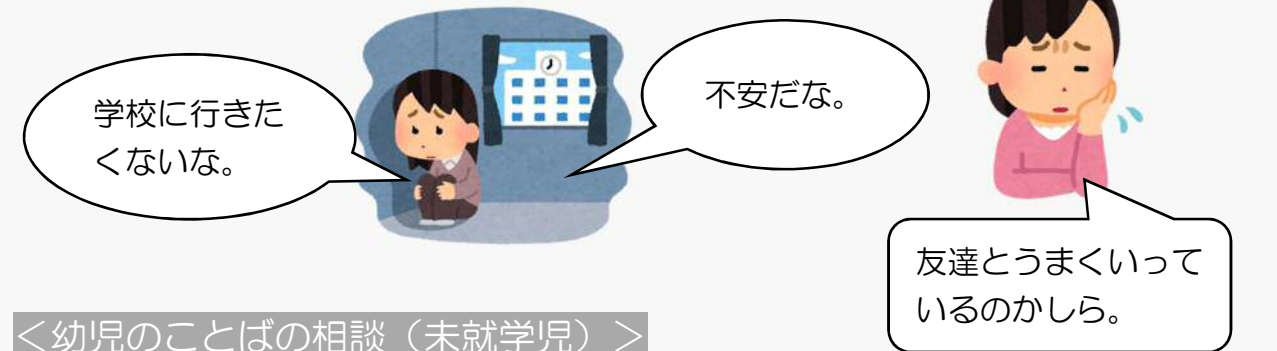 学校に行きた
くないな。
不安だな。
友達とうまくいって
いるのかしら。
＜幼児のことばの相談（未就学児）＞